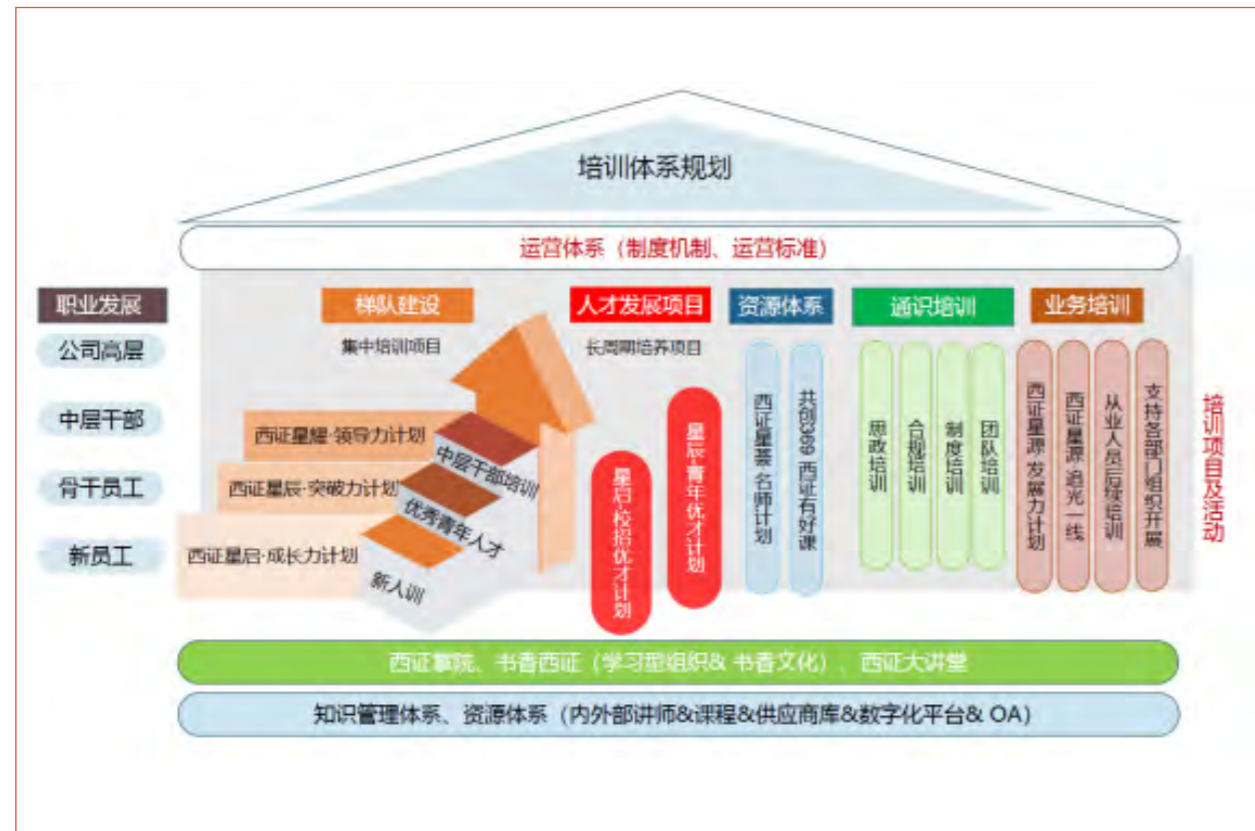 培训体系规划
运营体系（制度机制、运营标准）
职业发展
梯队建设
人才发展项目
资源体系
通识培训
业务培训
公司高层
中层干部
骨干员工
新员工
集中培训项目
西证星耀·领导力计划
西证星辰·突破力计划
西证星启·成长力计划
中层干部培训
优秀青年人才
新人训
长周期培养项目
星启-校招优才计划
星辰-青年优才计划
西证星荟 名师计划
共创369 西证有好课
思政培训
合规培训
制度培训
团队培训
西证星源 发展力计划
西证星源 追光一线
从业人员后续培训
支持各部门组织开展
培训项目及活动
西证掌院、书香西证（学习型组织& 书香文化）、西证大讲堂
知识管理体系、资源体系（内外部讲师&课程&供应商库&数字化平台& OA）